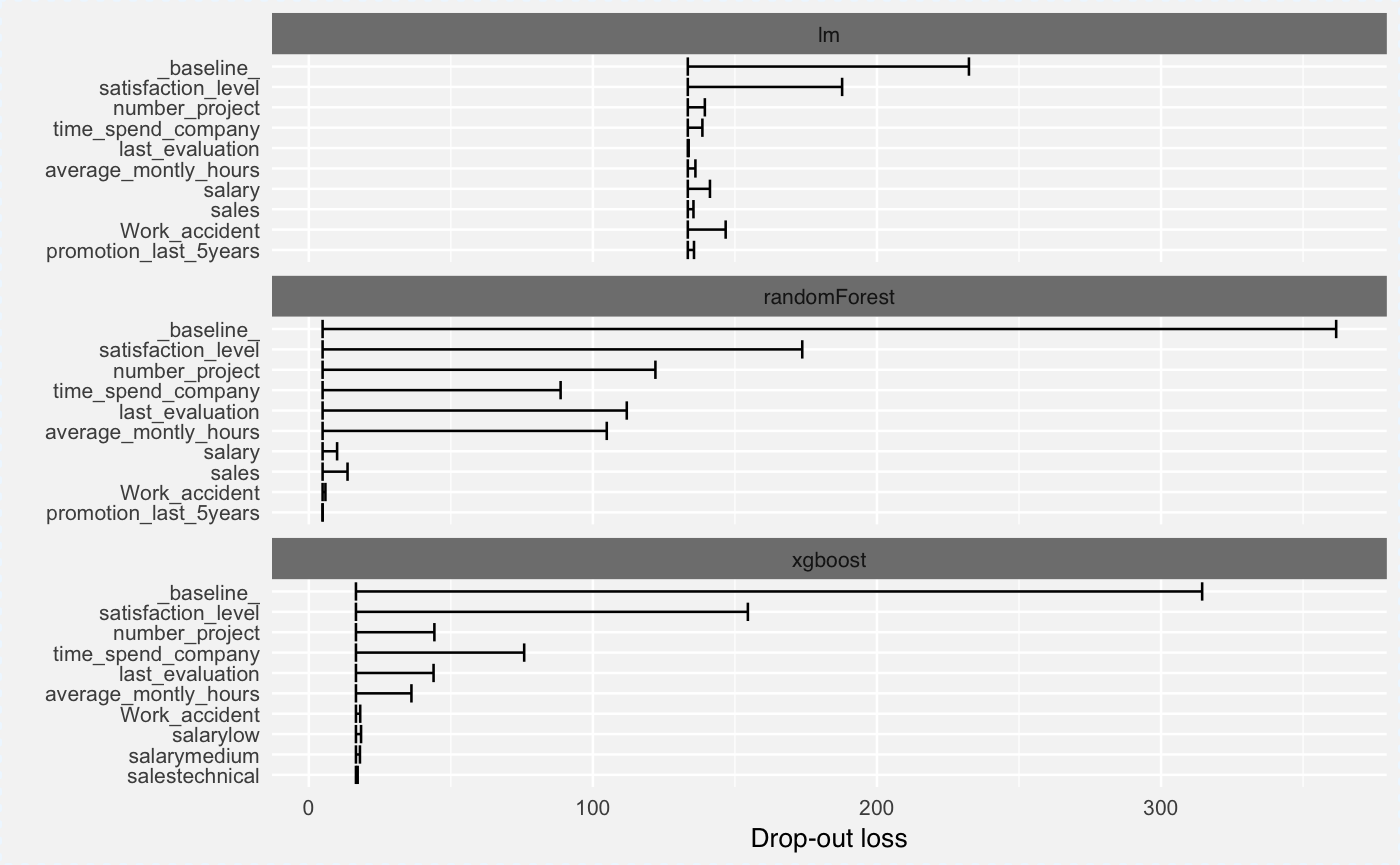 lm
_baseline_
satisfaction_level
number_project
time_spend_company
last_evaluation
average_montly_hours
salary
sales
Work_accident
promotion_last_5years
randomForest
_baseline_
satisfaction_level
number_project
time_spend_company
last_evaluation
average_montly_hours
salary
sales
Work_accident
promotion_last_5years
xgboost
_baseline_
satisfaction_level
number_project
time_spend_company
last_evaluation
average_montly_hours
Work_accident
salarylow
salarymedium
salestechnical
0 100 200 300
Drop-out loss